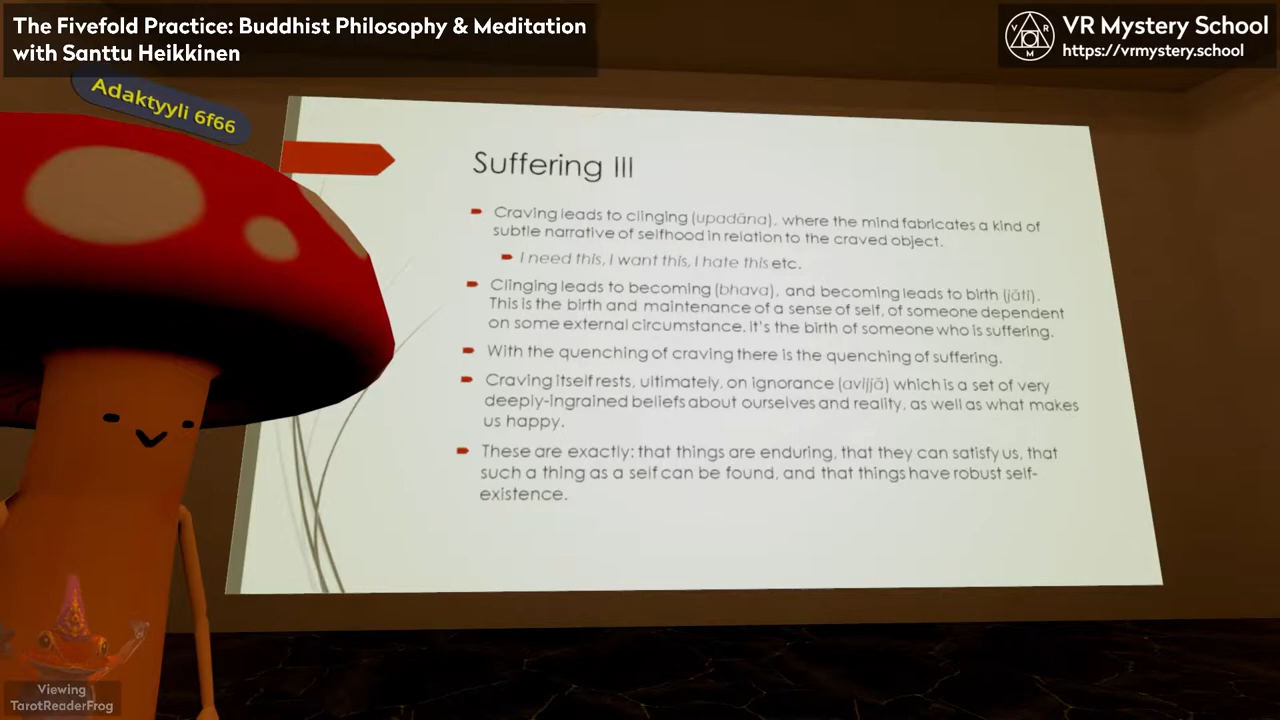 The Fivefold Practice: Buddhist Philosophy & Meditation
with Santtu Heikkinen
VR Mystery School
https://vrmystery.school
V R
M
Adaktyyli 6f66
Suffering III
Craving leads to clinging (upadāna), where the mind fabricates a kind of
subtle narrative of selfhood in relation to the craved object.
I need this, I want this, I hate this etc.
Clinging leads to becoming (bhava), and becoming leads to birth (jāti).
This is the birth and maintenance of a sense of self, of someone dependent
on some external circumstance. It's the birth of someone who is suffering.
With the quenching of craving there is the quenching of suffering.
Craving itself rests, ultimately, on ignorance (avijjā) which is a set of very
deeply-ingrained beliefs about ourselves and reality, as well as what makes
us happy.
These are exactly: that things are enduring, that they can satisfy us, that
such a thing as a self can be found, and that things have robust self-
existence.
Viewing
TarotReaderFrog